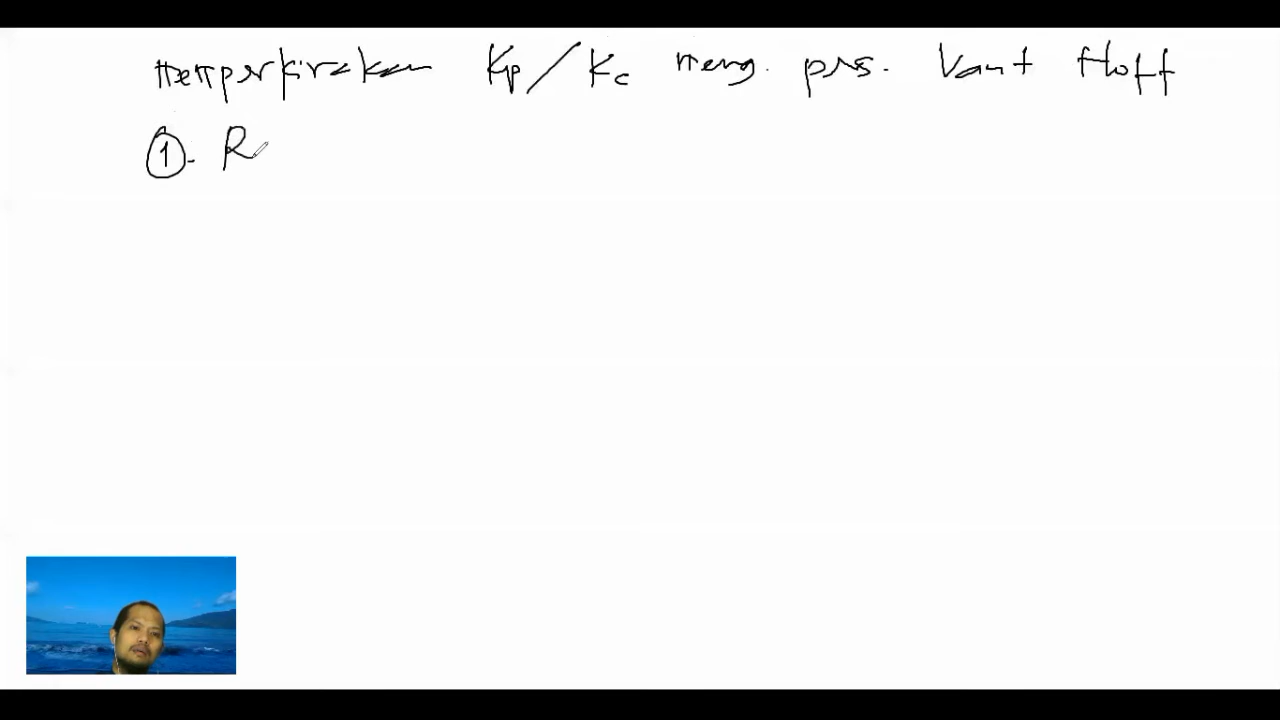 Memperkirakan Kp/Kc meng. prs. Vant Hoff
①. R